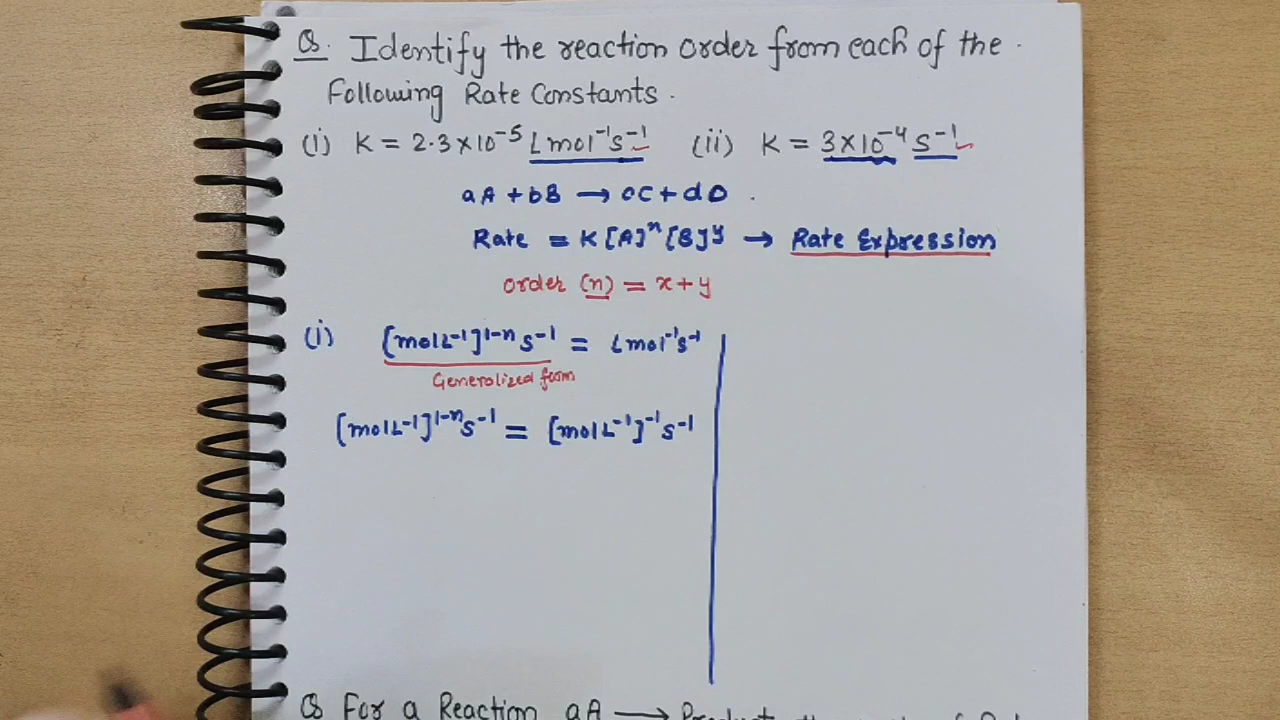 Q. Identify the reaction order from each of the
Following Rate Constants.
(i) K = 2.3×10⁻⁵ L mol⁻¹ s⁻¹ (ii) K = 3×10⁻⁴ s⁻¹
aA + bB → cC + dD
Rate = K [A]ⁿ [B]ʸ → Rate Expression
order (n) = x + y
(i) [mol L⁻¹]¹⁻ⁿ s⁻¹ = L mol⁻¹ s⁻¹
Generalized form
[mol L⁻¹]¹⁻ⁿ s⁻¹ = [mol L⁻¹]⁻¹ s⁻¹
Q For a Reaction aA →